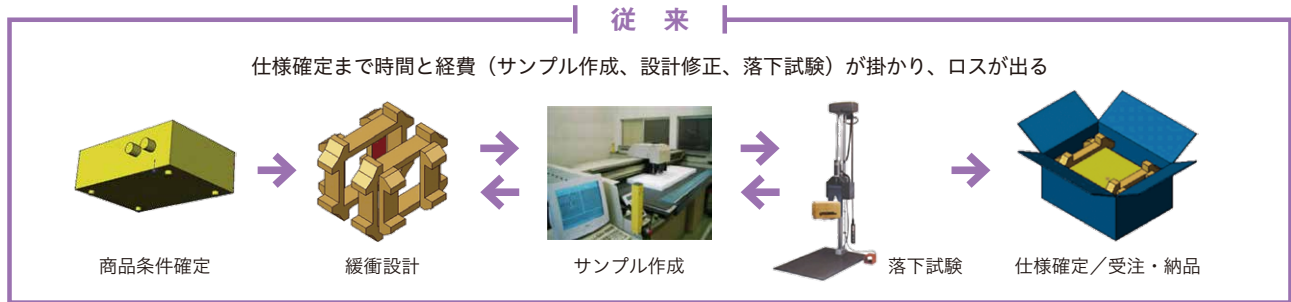 従 来
仕様確定まで時間と経費（サンプル作成、設計修正、落下試験）が掛かり、ロスが出る
商品条件確定
緩衝設計
サンプル作成
落下試験
仕様確定／受注・納品